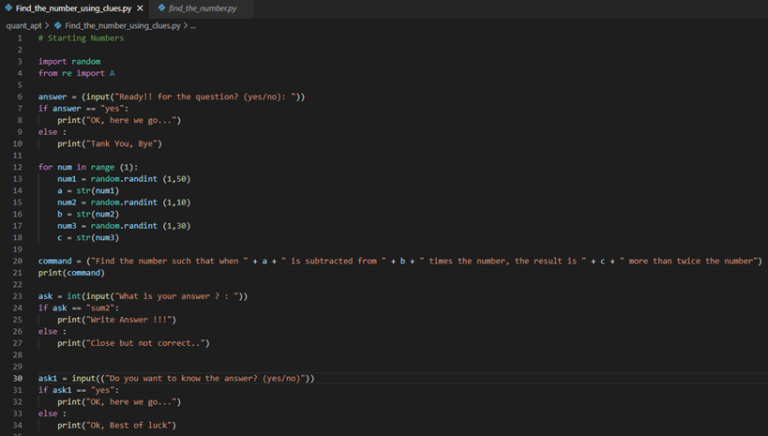 Find_the_number_using_clues.py × find_the_number.py
quant_apt > Find_the_number_using_clues.py > ...
1 # Starting Numbers
2
3 import random
4 from re import A
5
6 answer = (input("Ready!! for the question? (yes/no): "))
7 if answer == "yes":
8     print("OK, here we go...")
9 else :
10     print("Tank You, Bye")
11
12 for num in range (1):
13     num1 = random.randint (1,50)
14     a = str(num1)
15     num2 = random.randint (1,10)
16     b = str(num2)
17     num3 = random.randint (1,30)
18     c = str(num3)
19
20 command = ("Find the number such that when " + a + " is subtracted from " + b + " times the number, the result is " + c + " more than twice the number")
21 print(command)
22
23 ask = int(input("What is your answer ? : "))
24 if ask == "sum2":
25     print("Write Answer !!!")
26 else :
27     print("Close but not correct..")
28
29
30 ask1 = input(("Do you want to know the answer? (yes/no)"))
31 if ask1 == "yes":
32     print("OK, here we go...")
33 else :
34     print("Ok, Best of luck")